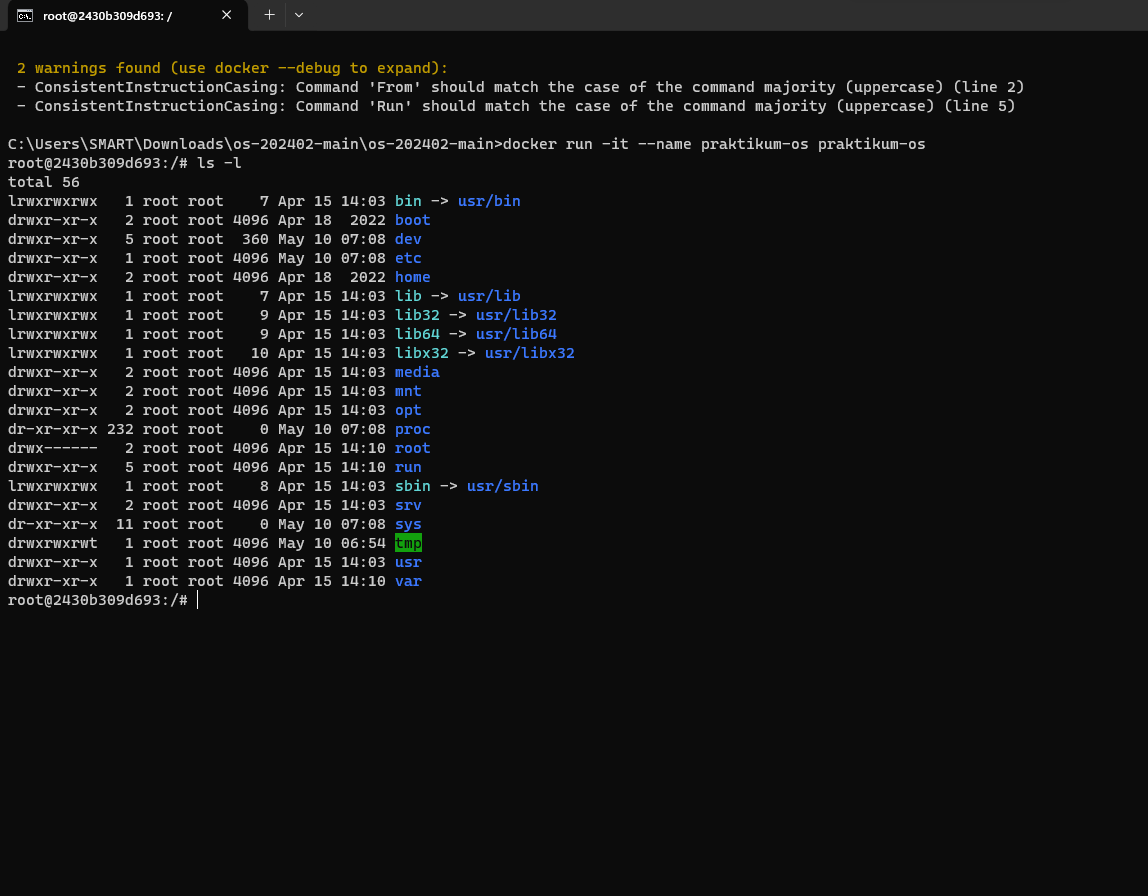 root@2430b309d693: /
2 warnings found (use docker --debug to expand):
- ConsistentInstructionCasing: Command 'From' should match the case of the command majority (uppercase) (line 2)
- ConsistentInstructionCasing: Command 'Run' should match the case of the command majority (uppercase) (line 5)
C:\Users\SMART\Downloads\os-202402-main\os-202402-main>docker run -it --name praktikum-os praktikum-os
root@2430b309d693:/# ls -l
total 56
lrwxrwxrwx   1 root root    7 Apr 15 14:03 bin -> usr/bin
drwxr-xr-x   2 root root 4096 Apr 18  2022 boot
drwxr-xr-x   5 root root  360 May 10 07:08 dev
drwxr-xr-x   1 root root 4096 May 10 07:08 etc
drwxr-xr-x   2 root root 4096 Apr 18  2022 home
lrwxrwxrwx   1 root root    7 Apr 15 14:03 lib -> usr/lib
lrwxrwxrwx   1 root root    9 Apr 15 14:03 lib32 -> usr/lib32
lrwxrwxrwx   1 root root    9 Apr 15 14:03 lib64 -> usr/lib64
lrwxrwxrwx   1 root root   10 Apr 15 14:03 libx32 -> usr/libx32
drwxr-xr-x   2 root root 4096 Apr 15 14:03 media
drwxr-xr-x   2 root root 4096 Apr 15 14:03 mnt
drwxr-xr-x   2 root root 4096 Apr 15 14:03 opt
dr-xr-xr-x 232 root root    0 May 10 07:08 proc
drwx------   2 root root 4096 Apr 15 14:10 root
drwxr-xr-x   5 root root 4096 Apr 15 14:10 run
lrwxrwxrwx   1 root root    8 Apr 15 14:03 sbin -> usr/sbin
drwxr-xr-x   2 root root 4096 Apr 15 14:03 srv
dr-xr-xr-x  11 root root    0 May 10 07:08 sys
drwxrwxrwt   1 root root 4096 May 10 06:54 tmp
drwxr-xr-x   1 root root 4096 Apr 15 14:03 usr
drwxr-xr-x   1 root root 4096 Apr 15 14:10 var
root@2430b309d693:/#